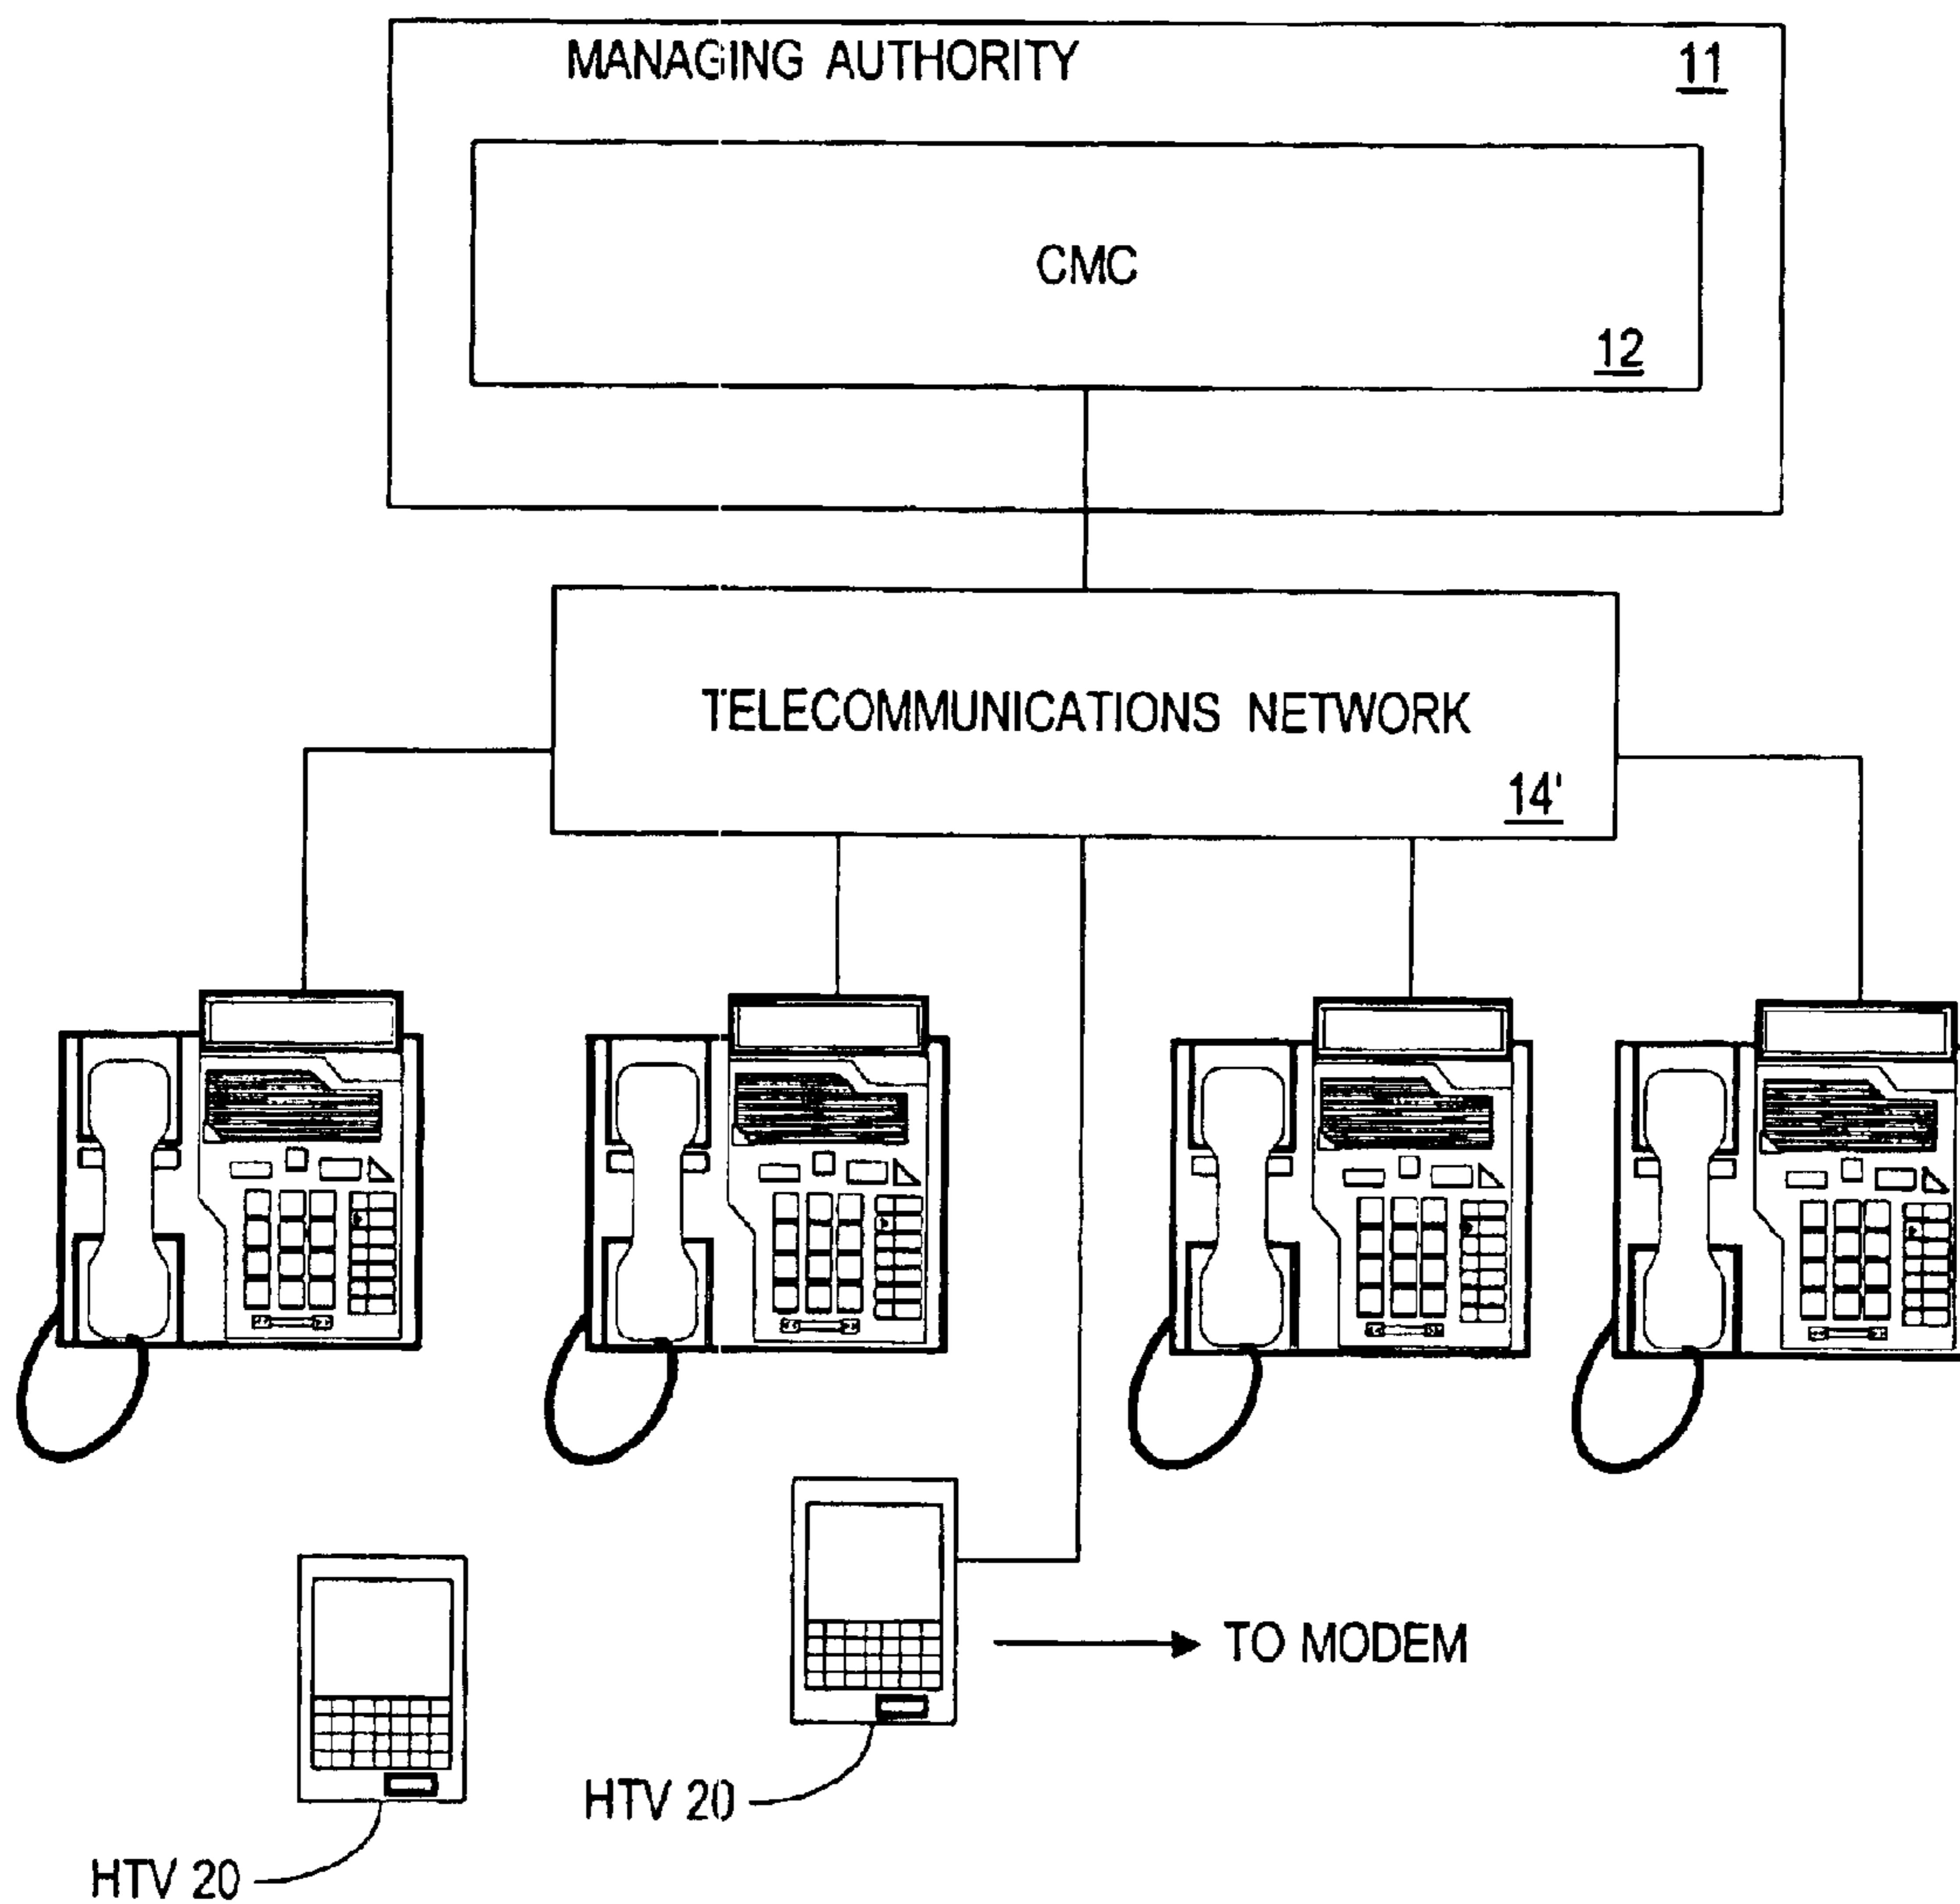 MANAGING AUTHORITY 11
CMC
12
TELECOMMUNICATIONS NETWORK
14'
TO MODEM
HTV 20
HTV 20